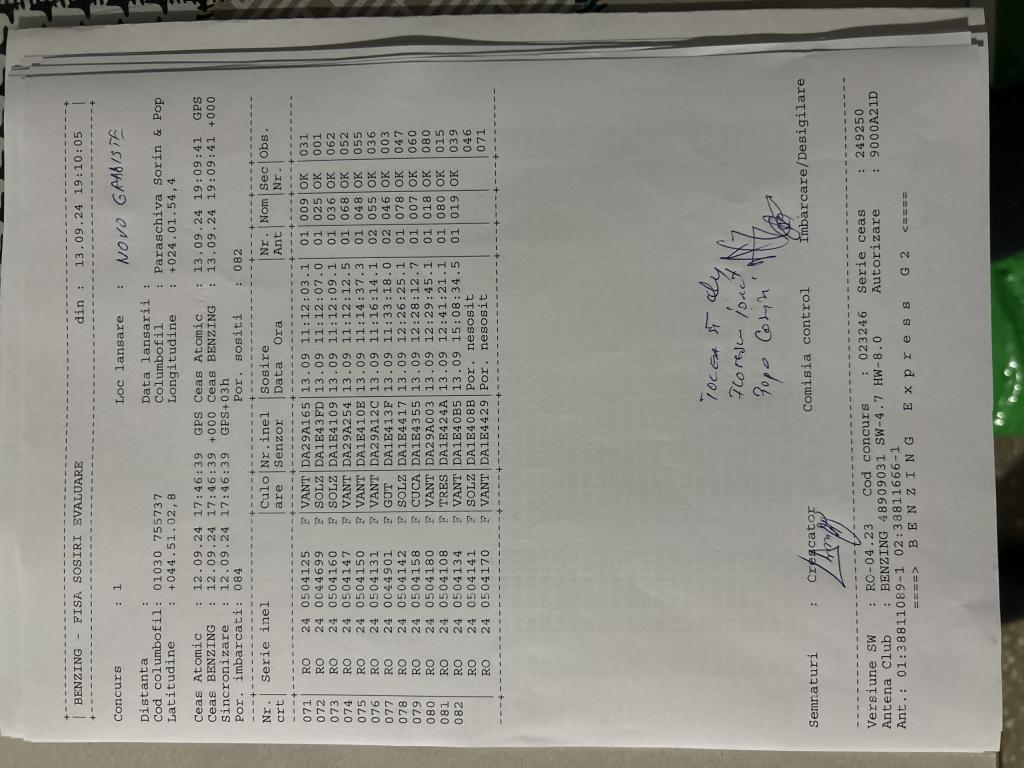 | BENZING - FISA SOSIRI EVALUARE din : 13.09.24 19:10:05 |
Concurs : 1 Loc lansare : NOVO GAMBISTA
Distanta : Data lansarii :
Cod columbofil: 01030 755737 Columbofil : Paraschiva Sorin & Pop
Latitudine : +044.51.02,8 Longitudine : +024.01.54,4
Ceas Atomic : 12.09.24 17:46:39 GPS Ceas Atomic : 13.09.24 19:09:41 GPS
Ceas BENZING : 12.09.24 17:46:39 +000 Ceas BENZING : 13.09.24 19:09:41 +000
Sincronizare : 12.09.24 17:46:39 GPS+03h
Por. imbarcati: 084 Por. sositi : 082
Nr. | Serie inel |Culo|Nr.inel |Sosire |Nr. |Nom|Sec|Obs.
crt | |are |Senzor |Data Ora |Ant | |Nr.|
071 | RO 24 0504125 F |VANT|DA29A165|13.09 11:12:03.1| 01 |009|OK |031
072 | RO 24 0044699 F |SOLZ|DA1E43FD|13.09 11:12:07.0| 01 |025|OK |001
073 | RO 24 0504160 F |SOLZ|DA1E4109|13.09 11:12:09.1| 01 |036|OK |062
074 | RO 24 0504147 F |VANT|DA29A254|13.09 11:12:12.5| 01 |068|OK |052
075 | RO 24 0504150 F |VANT|DA1E410E|13.09 11:14:37.3| 01 |048|OK |055
076 | RO 24 0504131 F |VANT|DA29A12C|13.09 11:16:14.1| 02 |055|OK |036
077 | RO 24 0044901 F |GUT |DA1E413F|13.09 11:33:18.0| 02 |046|OK |003
078 | RO 24 0504142 F |SOLZ|DA1E4417|13.09 12:26:25.1| 01 |078|OK |047
079 | RO 24 0504158 F |CUCA|DA1E4355|13.09 12:28:12.7| 01 |007|OK |060
080 | RO 24 0504180 F |VANT|DA29A003|13.09 12:29:45.1| 01 |018|OK |080
081 | RO 24 0504108 F |TRES|DA1E424A|13.09 12:41:21.1| 01 |080|OK |015
082 | RO 24 0504134 F |VANT|DA1E40B5|13.09 15:08:34.5| 01 |019|OK |039
| RO 24 0504141 F |SOLZ|DA1E408B|Por. nesosit | 046
| RO 24 0504170 F |VANT|DA1E4429|Por. nesosit | 071
Popa Sorin
Semnaturi : Crescator Comisia control Imbarcare/Desigilare
Versiune SW : RO-04.23 Cod concurs : 023246 Serie ceas : 249250
Antena Club : BENZING 48909031 SW-4.7 HW-8.0 Autorizare : 9000A21D
Ant.: 01:38811089-1 02:38811666-1
====> B E N Z I N G E x p r e s s G 2 <====